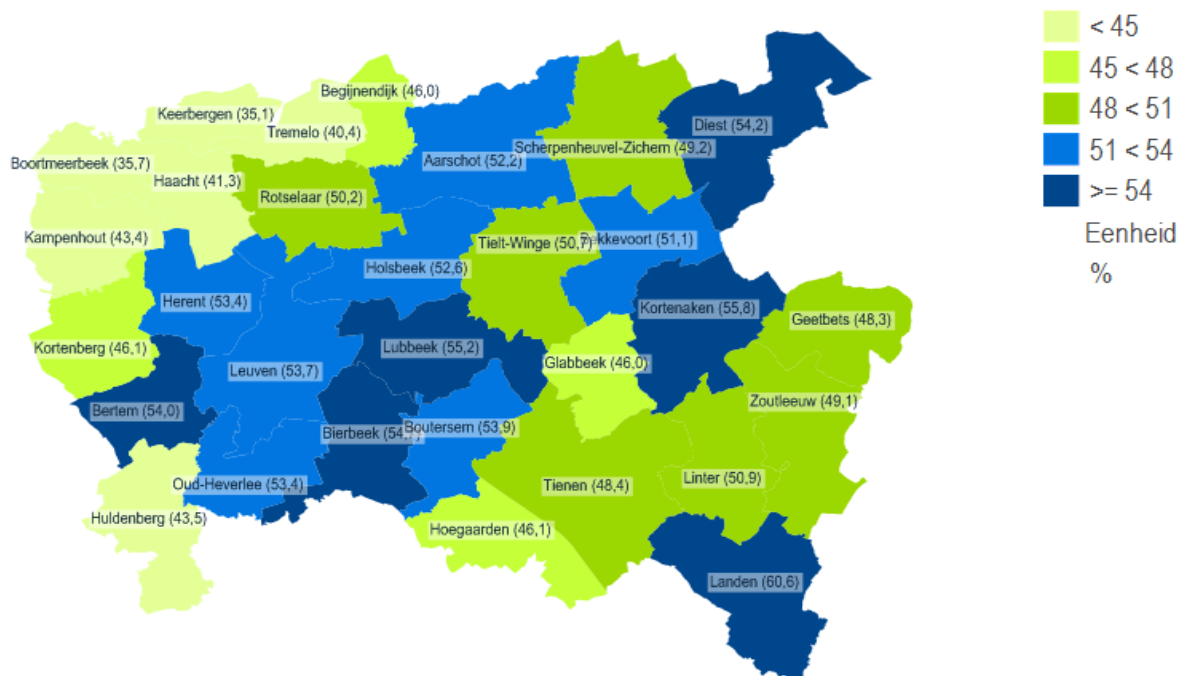 < 45
45 < 48
48 < 51
51 < 54
>= 54
Eenheid
%
Begijnendijk (46,0)
Keerbergen (35,1)
Tremelo (40,4)
Diest (54,2)
Scherpenheuvel-Zichem (49,2)
Boortmeerbeek (35,7)
Aarschot (52,2)
Haacht (41,3)
Rotselaar (50,2)
Kampenhout (43,4)
Tielt-Winge (50,7)
ekkevoort (51,1)
Holsbeek (52,6)
Herent (53,4)
Kortenaken (55,8)
Geetbets (48,3)
Kortenberg (46,1)
Lubbeek (55,2)
Glabbeek (46,0)
Leuven (53,7)
Zoutleeuw (49,1)
Bertem (54,0)
Boutersem (53,9)
Bierbeek (54,
Linter (50,9)
Oud-Heverlee (53,4)
Tienen (48,4)
Huldenberg (43,5)
Hoegaarden (46,1)
Landen (60,6)